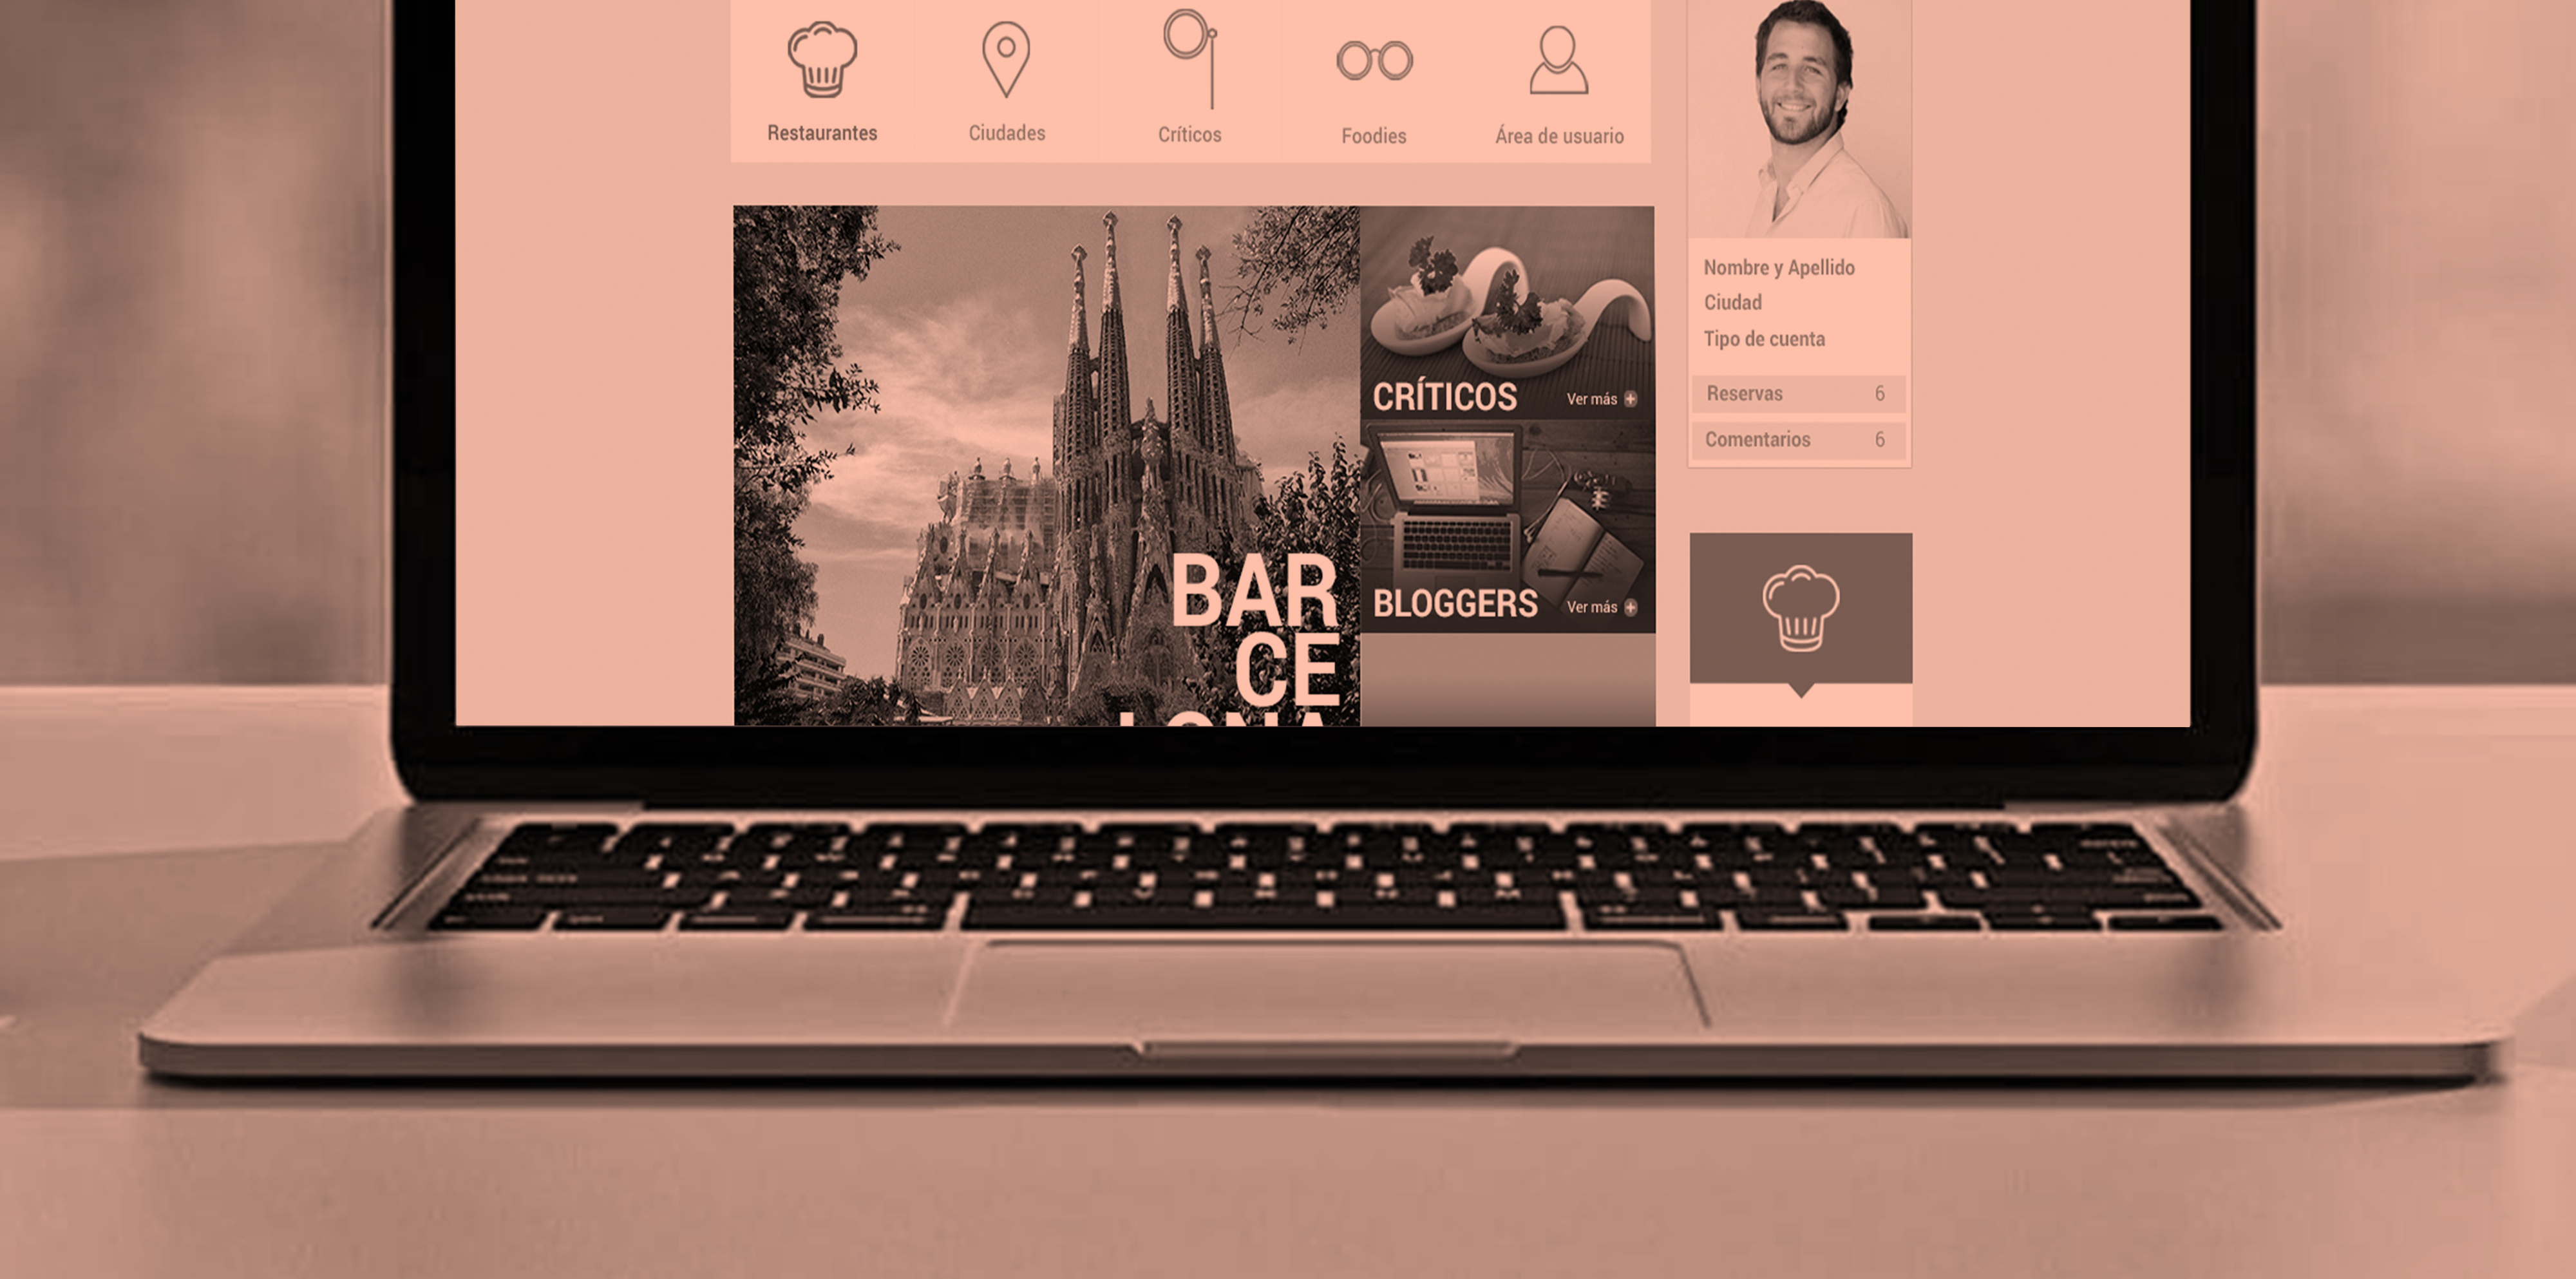 Restaurantes
Ciudades
Críticos
Foodies
Área de usuario
BAR
CE
LONA
CRÍTICOS
Ver más
BLOGGERS
Ver más
Nombre y Apellido
Ciudad
Tipo de cuenta
Reservas 6
Comentarios 6